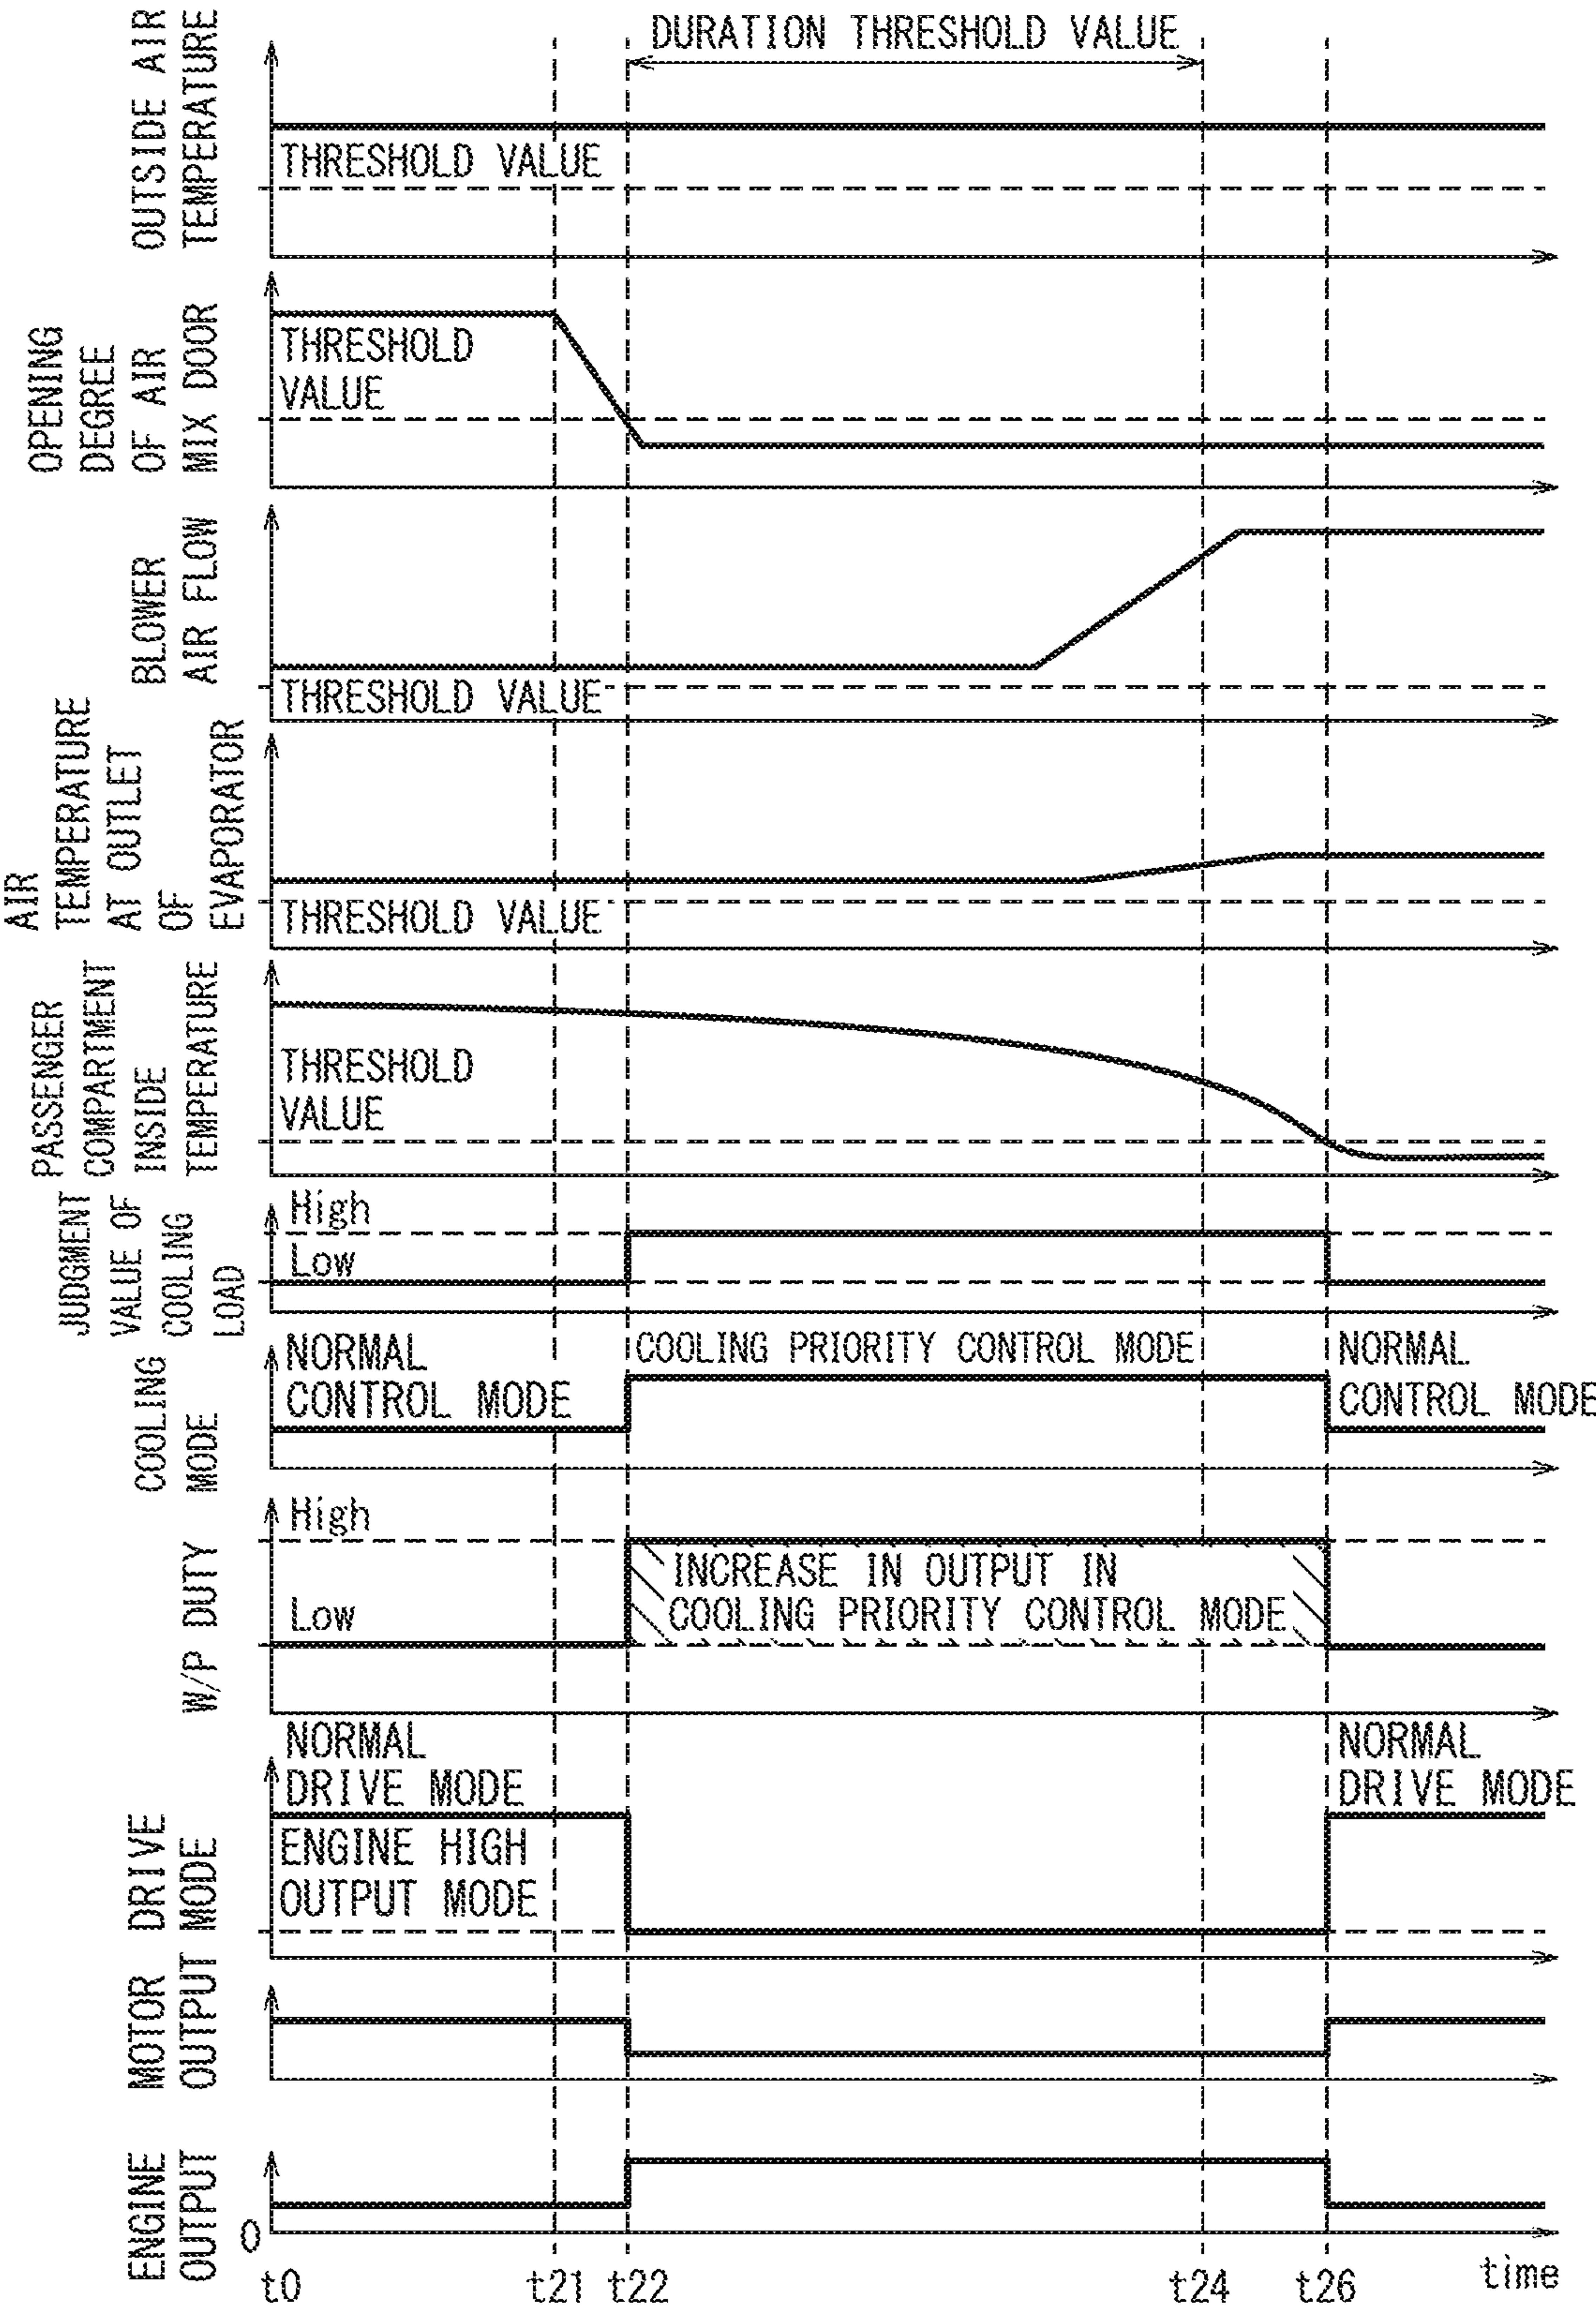 DURATION THRESHOLD VALUE
OUTSIDE AIR
TEMPERATURE
THRESHOLD VALUE
OPENING
DEGREE
OF AIR
MIX DOOR
THRESHOLD
VALUE
BLOWER
AIR FLOW
THRESHOLD VALUE
AIR
TEMPERATURE
AT OUTLET
OF
EVAPORATOR
THRESHOLD VALUE
PASSENGER
COMPARTMENT
INSIDE
TEMPERATURE
THRESHOLD
VALUE
JUDGMENT
VALUE OF
COOLING
LOAD
High
Low
COOLING
MODE
NORMAL
CONTROL MODE
COOLING PRIORITY CONTROL MODE
NORMAL
CONTROL MODE
W/P DUTY
High
Low
INCREASE IN OUTPUT IN
COOLING PRIORITY CONTROL MODE
DRIVE
MODE
NORMAL
DRIVE MODE
ENGINE HIGH
OUTPUT MODE
NORMAL
DRIVE MODE
MOTOR
OUTPUT
ENGINE
OUTPUT
0
t0
t21
t22
t24
t26
time